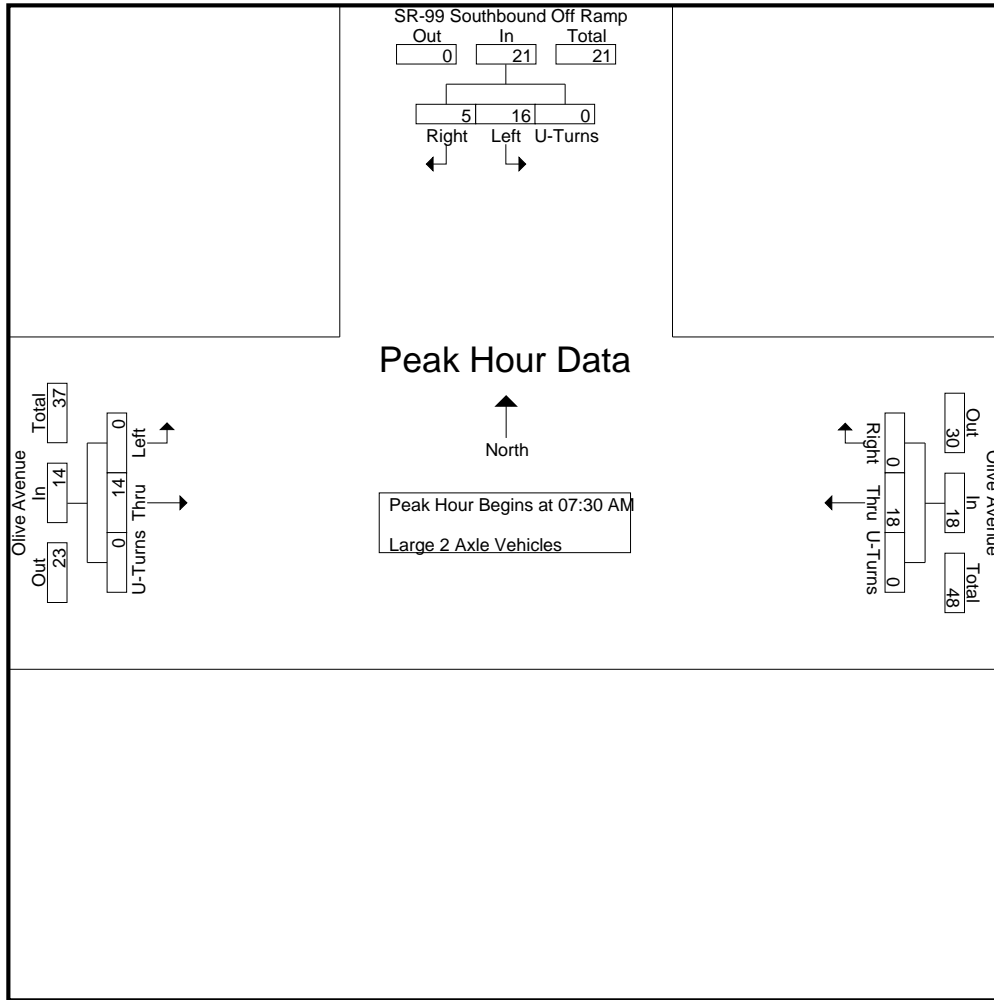 SR-99 Southbound Off Ramp
Out In Total
0 21 21
5 16 0
Right Left U-Turns
Peak Hour Data
North
Peak Hour Begins at 07:30 AM
Large 2 Axle Vehicles
Olive Avenue
Out In Total
23 14 37
0 14 0
U-Turns Thru Left
Olive Avenue
Out In Total
30 18 48
0 18 0
Right Thru U-Turns